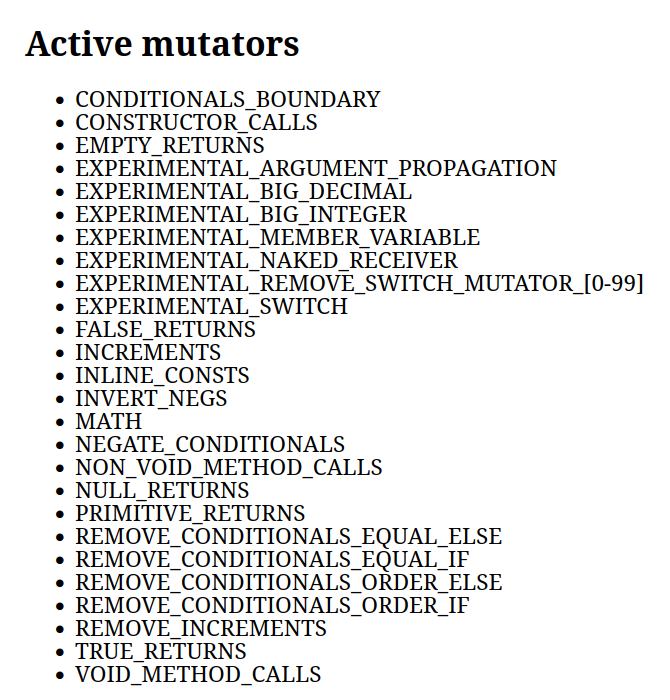 Active mutators
• CONDITIONALS_BOUNDARY
• CONSTRUCTOR_CALLS
• EMPTY_RETURNS
• EXPERIMENTAL_ARGUMENT_PROPAGATION
• EXPERIMENTAL_BIG_DECIMAL
• EXPERIMENTAL_BIG_INTEGER
• EXPERIMENTAL_MEMBER_VARIABLE
• EXPERIMENTAL_NAKED_RECEIVER
• EXPERIMENTAL_REMOVE_SWITCH_MUTATOR_[0-99]
• EXPERIMENTAL_SWITCH
• FALSE_RETURNS
• INCREMENTS
• INLINE_CONSTS
• INVERT_NEGS
• MATH
• NEGATE_CONDITIONALS
• NON_VOID_METHOD_CALLS
• NULL_RETURNS
• PRIMITIVE_RETURNS
• REMOVE_CONDITIONALS_EQUAL_ELSE
• REMOVE_CONDITIONALS_EQUAL_IF
• REMOVE_CONDITIONALS_ORDER_ELSE
• REMOVE_CONDITIONALS_ORDER_IF
• REMOVE_INCREMENTS
• TRUE_RETURNS
• VOID_METHOD_CALLS